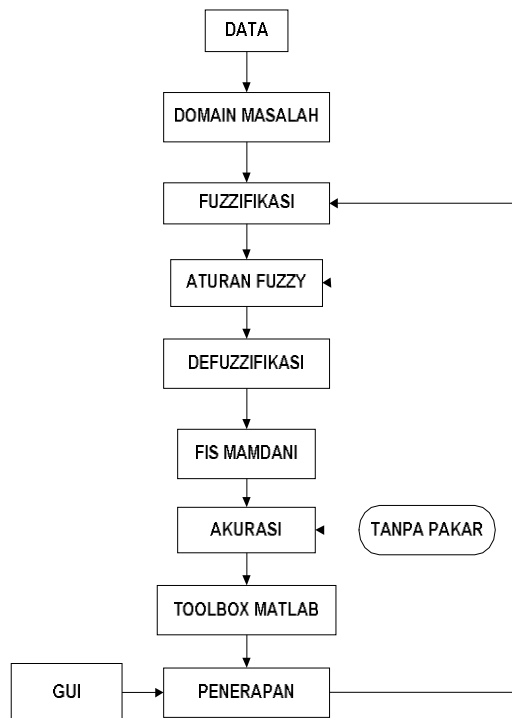 DATA
DOMAIN MASALAH
FUZZIFIKASI
ATURAN FUZZY
DEFUZZIFIKASI
FIS MAMDANI
AKURASI
TANPA PAKAR
TOOLBOX MATLAB
GUI
PENERAPAN